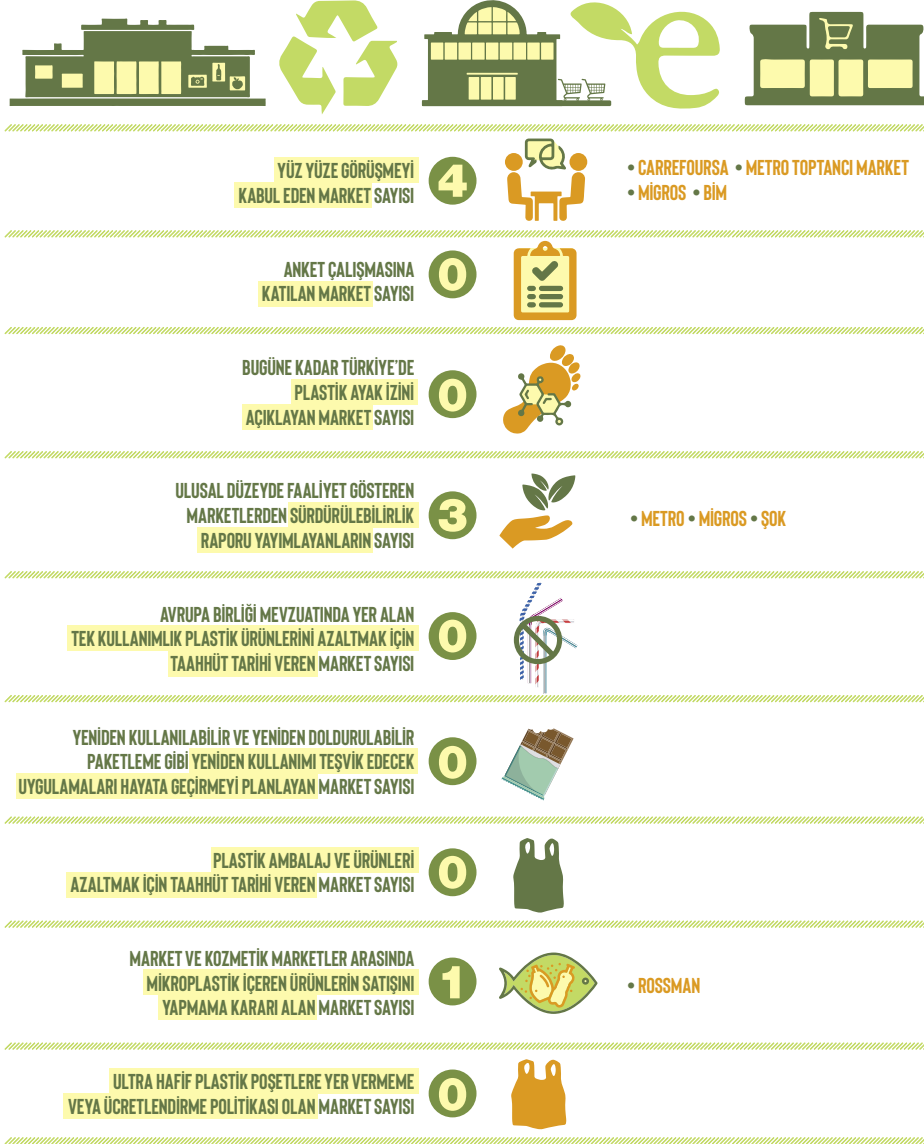 e
YÜZ YÜZE GÖRÜŞMEYİ
KABUL EDEN MARKET SAYISI
4
• CARREFOURSA • METRO TOPTANCI MARKET
• MİGROS • BİM
ANKET ÇALIŞMASINA
KATILAN MARKET SAYISI
0
BUGÜNE KADAR TÜRKİYE'DE
PLASTİK AYAK İZİNİ
AÇIKLAYAN MARKET SAYISI
0
ULUSAL DÜZEYDE FAALİYET GÖSTEREN
MARKETLERDEN SÜRDÜRÜLEBİLİRLİK
RAPORU YAYIMLAYANLARIN SAYISI
3
• METRO • MİGROS • ŞOK
AVRUPA BİRLİĞİ MEVZUATINDA YER ALAN
TEK KULLANIMLIK PLASTİK ÜRÜNLERİNİ AZALTMAK İÇİN
TAAHHÜT TARİHİ VEREN MARKET SAYISI
0
YENİDEN KULLANILABİLİR VE YENİDEN DOLDURULABİLİR
PAKETLEME GİBİ YENİDEN KULLANIMI TEŞVİK EDECEK
UYGULAMALARI HAYATA GEÇİRMEYİ PLANLAYAN MARKET SAYISI
0
PLASTİK AMBALAJ VE ÜRÜNLERİ
AZALTMAK İÇİN TAAHHÜT TARİHİ VEREN MARKET SAYISI
0
MARKET VE KOZMETİK MARKETLER ARASINDA
MİKROPLASTİK İÇEREN ÜRÜNLERİN SATIŞINI
YAPMAMA KARARI ALAN MARKET SAYISI
1
• ROSSMAN
ULTRA HAFİF PLASTİK POŞETLERE YER VERMEME
VEYA ÜCRETLENDİRME POLİTİKASI OLAN MARKET SAYISI
0